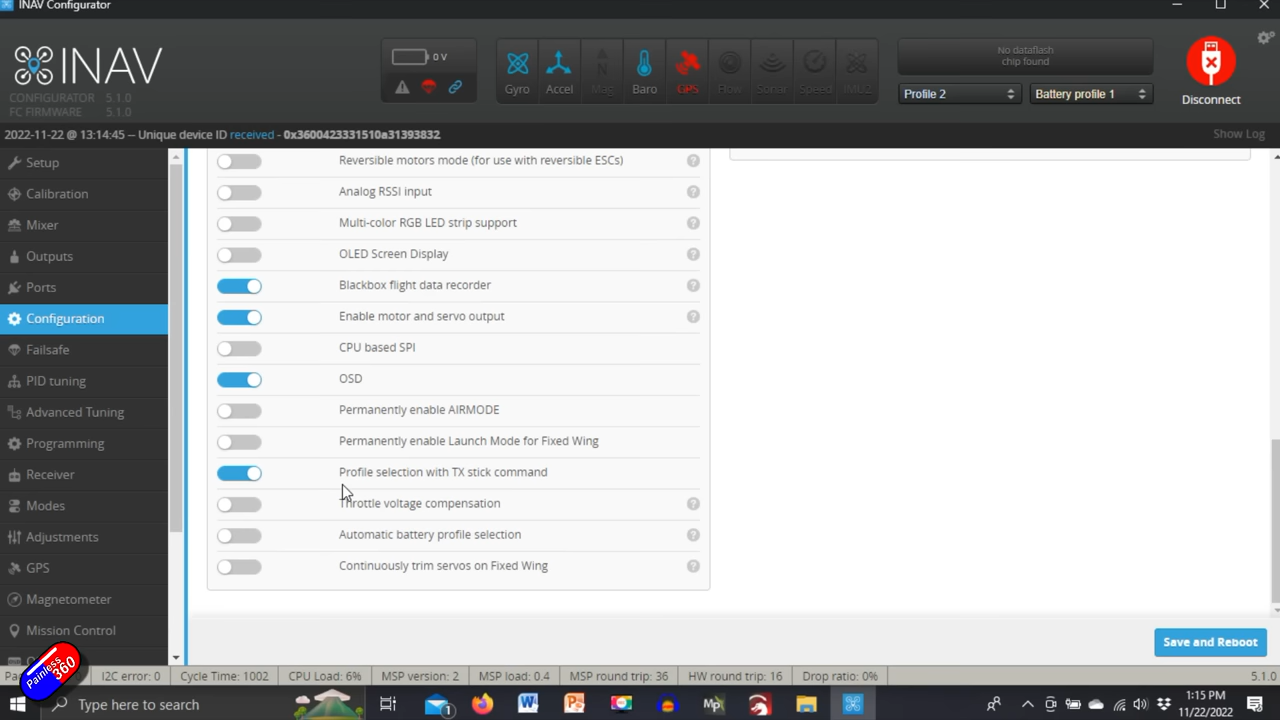 INAV Configurator
INAV
CONFIGURATOR 5.1.0
FC FIRMWARE 5.1.0
0 V
Gyro
Accel
Mag
Baro
GPS
Flow
Sonar
Speed
IMU2
No dataflash
chip found
Profile 2
Battery profile 1
Disconnect
2022-11-22 @ 13:14:45 -- Unique device ID received - 0x3600423331510a31393832
Show Log
Setup
Calibration
Mixer
Outputs
Ports
Configuration
Failsafe
PID tuning
Advanced Tuning
Programming
Receiver
Modes
Adjustments
GPS
Magnetometer
Mission Control
Reversible motors mode (for use with reversible ESCs)
Analog RSSI input
Multi-color RGB LED strip support
OLED Screen Display
Blackbox flight data recorder
Enable motor and servo output
CPU based SPI
OSD
Permanently enable AIRMODE
Permanently enable Launch Mode for Fixed Wing
Profile selection with TX stick command
Throttle voltage compensation
Automatic battery profile selection
Continuously trim servos on Fixed Wing
Save and Reboot
Painless360
I2C error: 0
Cycle Time: 1002
CPU Load: 6%
MSP version: 2
MSP load: 0.4
MSP round trip: 36
HW round trip: 16
Drop ratio: 0%
5.1.0
Type here to search
1
Mp
1:15 PM
11/22/2022